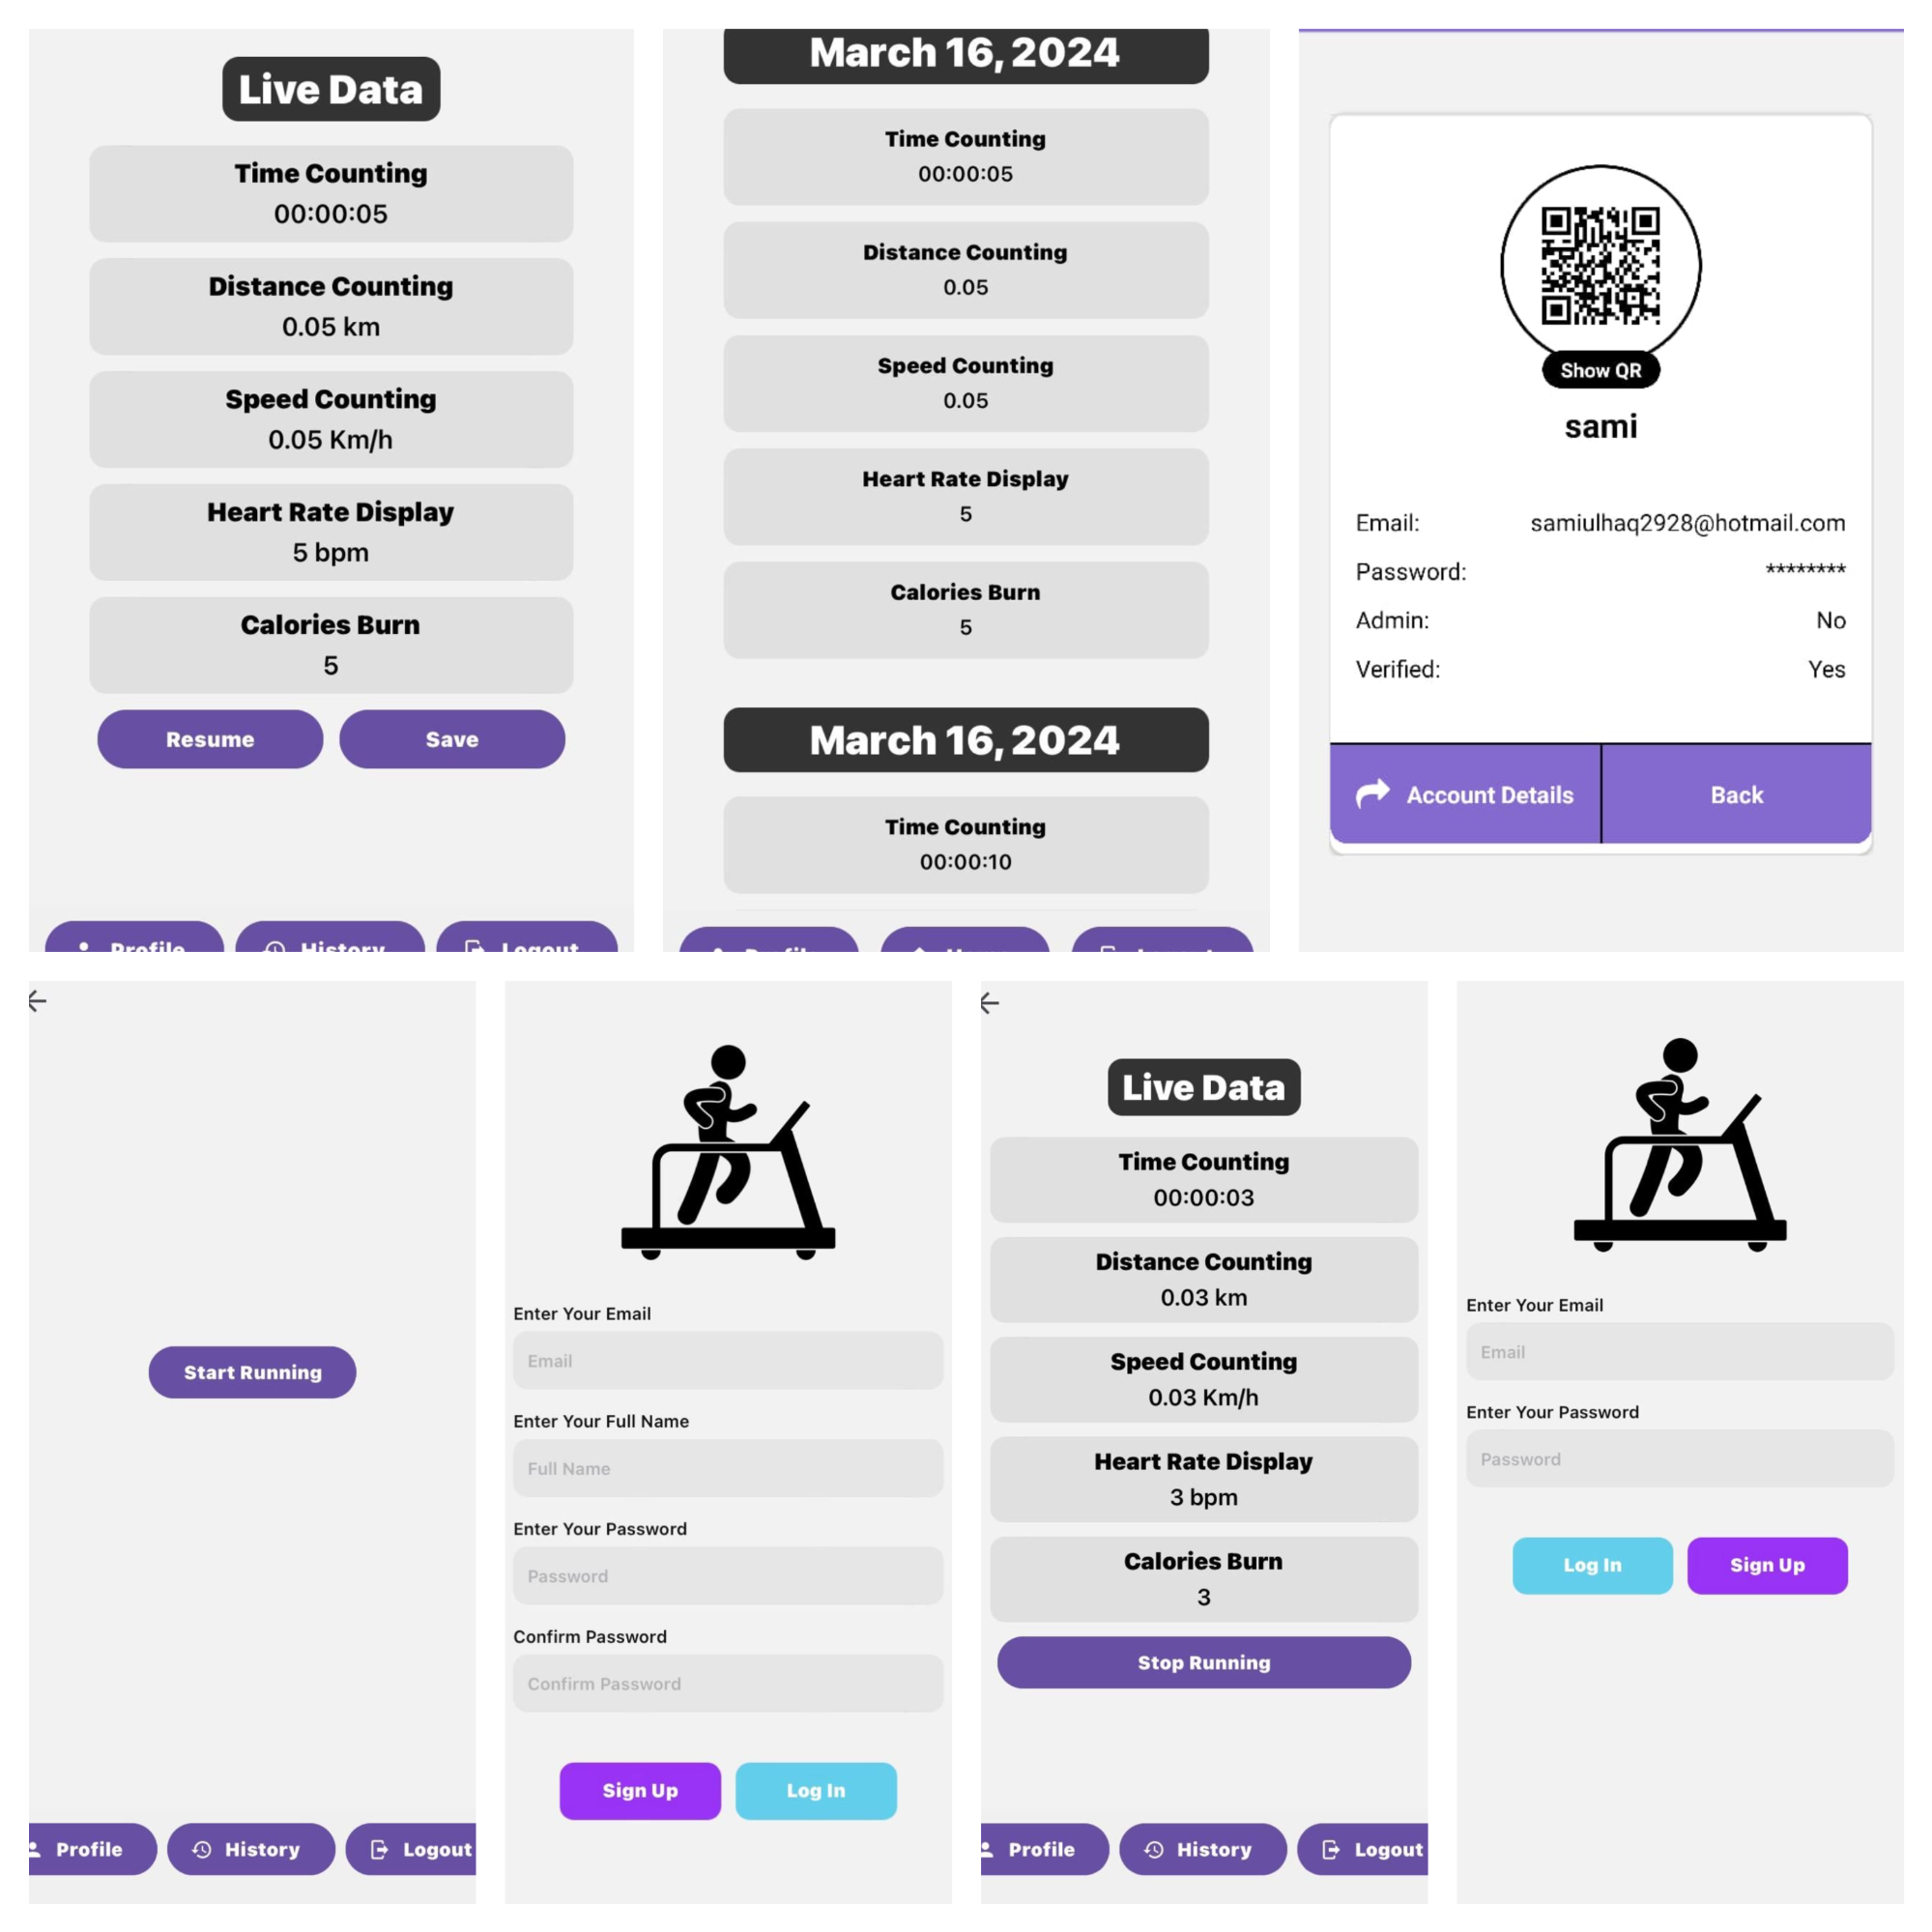 Live Data
Time Counting
00:00:05
Distance Counting
0.05 km
Speed Counting
0.05 Km/h
Heart Rate Display
5 bpm
Calories Burn
5
Resume
Save
Profile
History
Logout
March 16, 2024
Time Counting
00:00:05
Distance Counting
0.05
Speed Counting
0.05
Heart Rate Display
5
Calories Burn
5
March 16, 2024
Time Counting
00:00:10
Show QR
sami
Email: samiulhaq2928@hotmail.com
Password: ********
Admin: No
Verified: Yes
Account Details
Back
Start Running
Profile
History
Logout
Enter Your Email
Email
Enter Your Full Name
Full Name
Enter Your Password
Password
Confirm Password
Confirm Password
Sign Up
Log In
Live Data
Time Counting
00:00:03
Distance Counting
0.03 km
Speed Counting
0.03 Km/h
Heart Rate Display
3 bpm
Calories Burn
3
Stop Running
Profile
History
Logout
Enter Your Email
Email
Enter Your Password
Password
Log In
Sign Up